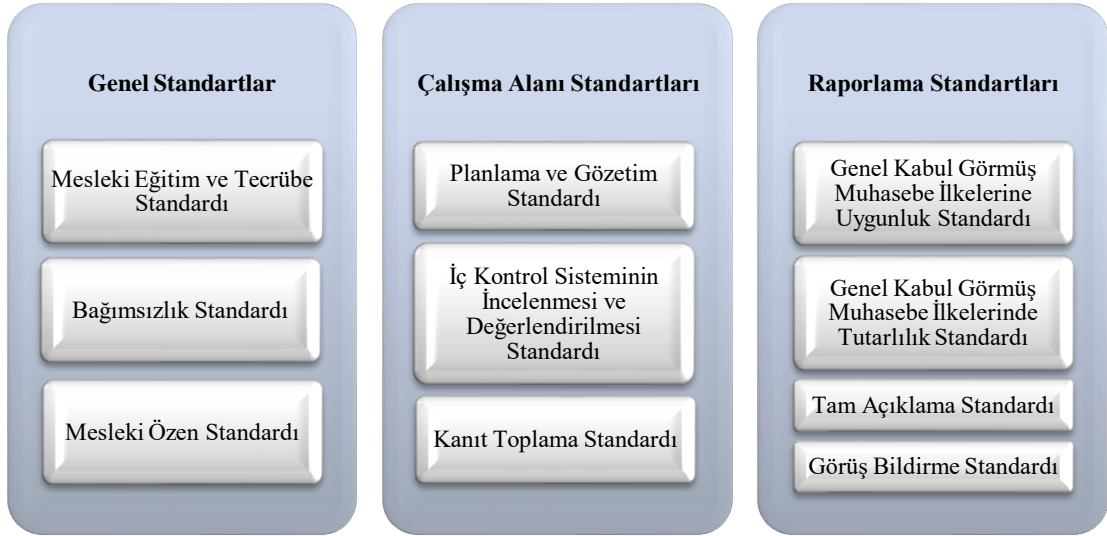 Genel Standartlar
Mesleki Eğitim ve Tecrübe
Standardı
Bağımsızlık Standardı
Mesleki Özen Standardı
Çalışma Alanı Standartları
Planlama ve Gözetim
Standardı
İç Kontrol Sisteminin
İncelenmesi ve
Değerlendirilmesi
Standardı
Kanıt Toplama Standardı
Raporlama Standartları
Genel Kabul Görmüş
Muhasebe İlkelerine
Uygunluk Standardı
Genel Kabul Görmüş
Muhasebe İlkelerinde
Tutarlılık Standardı
Tam Açıklama Standardı
Görüş Bildirme Standardı